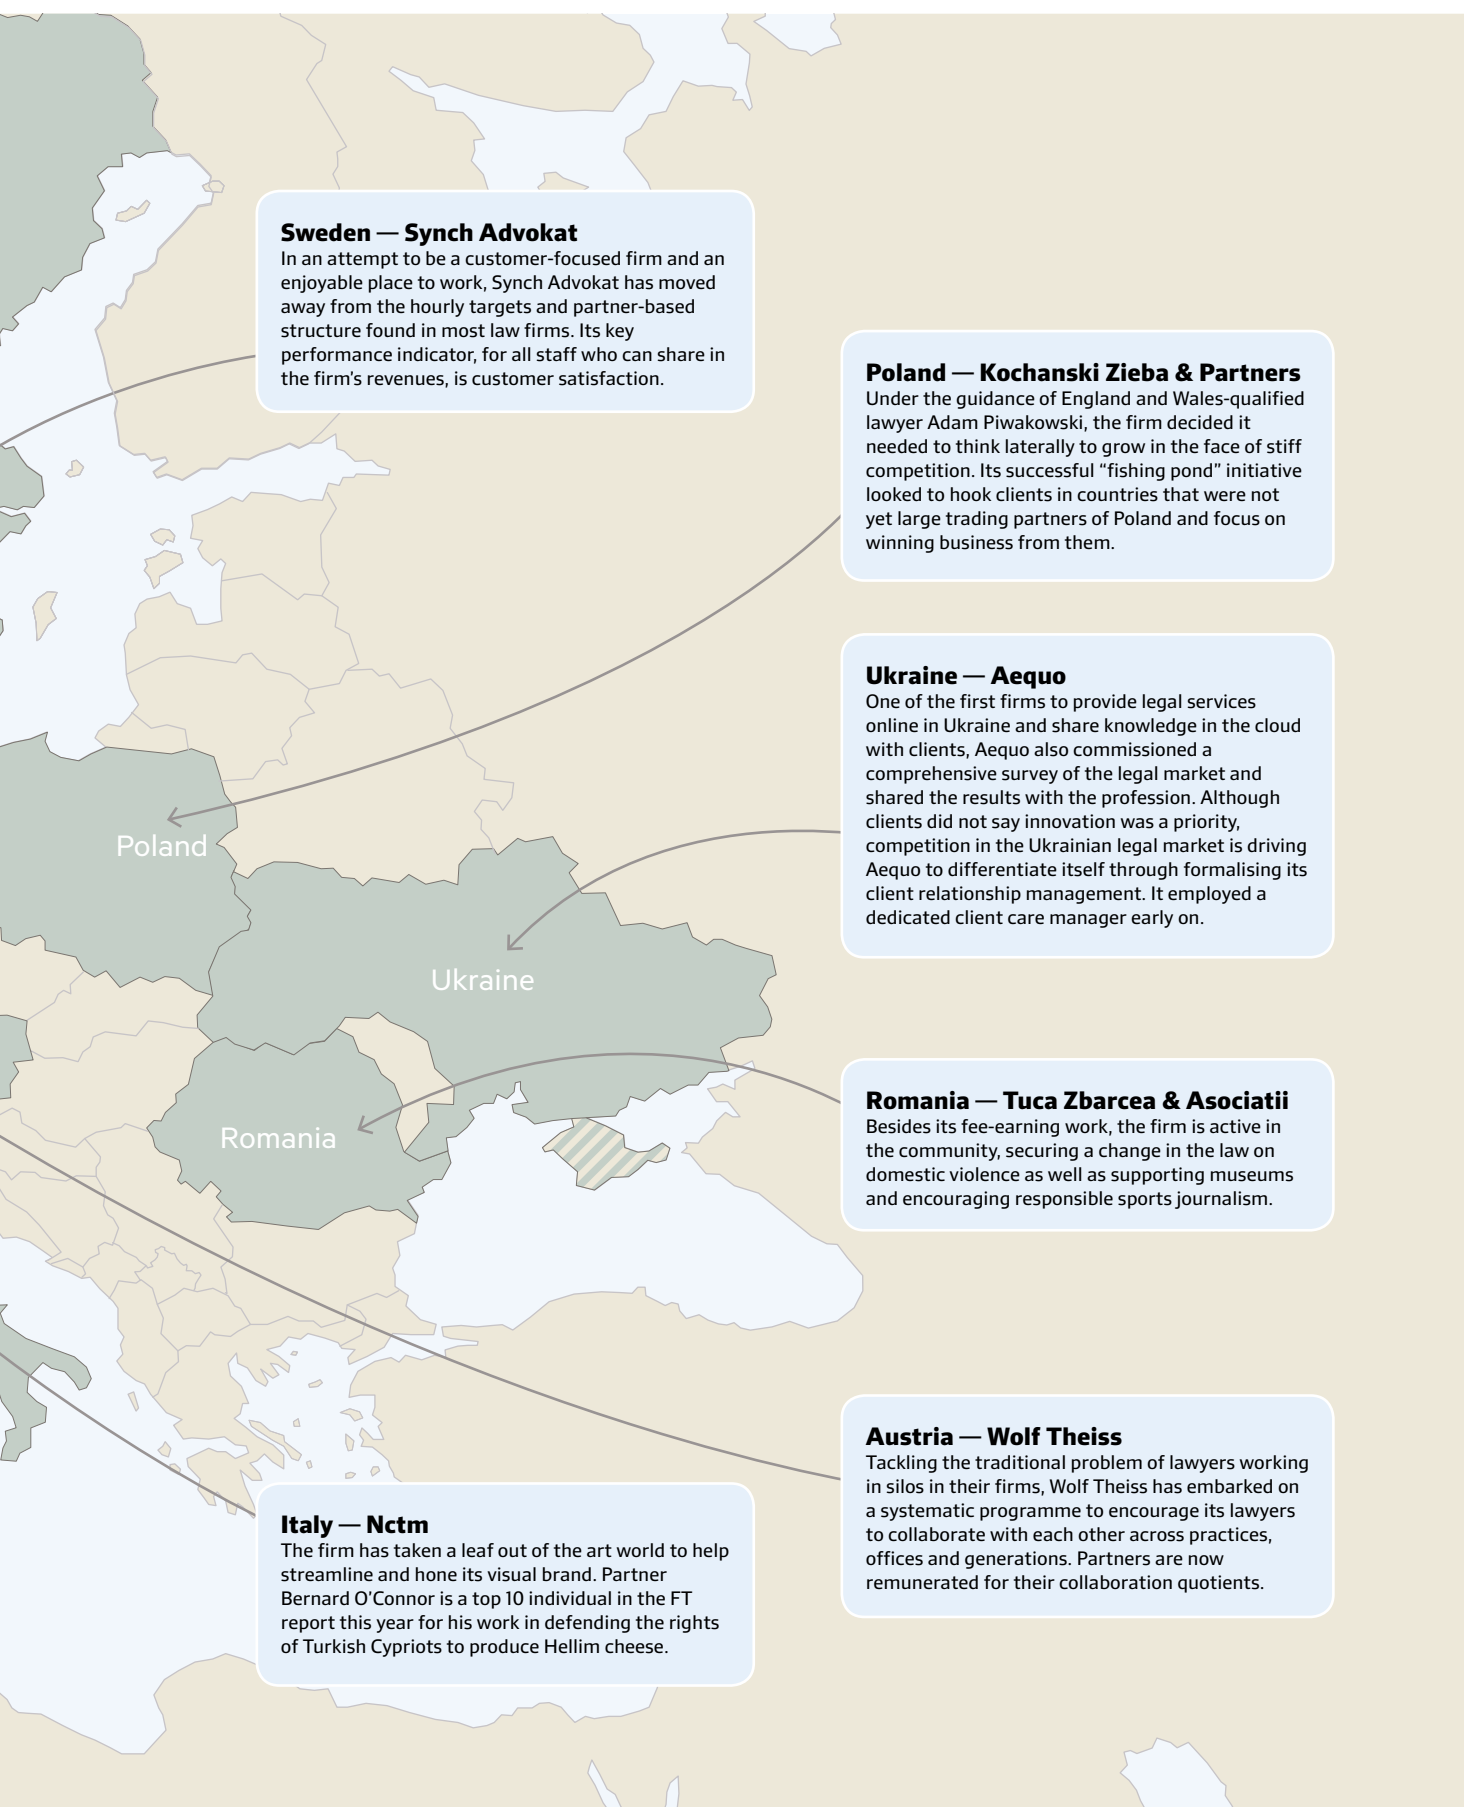 Sweden — Synch Advokat
In an attempt to be a customer-focused firm and an
enjoyable place to work, Synch Advokat has moved
away from the hourly targets and partner-based
structure found in most law firms. Its key
performance indicator, for all staff who can share in
the firm's revenues, is customer satisfaction.
Poland — Kochanski Zieba & Partners
Under the guidance of England and Wales-qualified
lawyer Adam Piwakowski, the firm decided it
needed to think laterally to grow in the face of stiff
competition. Its successful “fishing pond” initiative
looked to hook clients in countries that were not
yet large trading partners of Poland and focus on
winning business from them.
Ukraine — Aequo
One of the first firms to provide legal services
online in Ukraine and share knowledge in the cloud
with clients, Aequo also commissioned a
comprehensive survey of the legal market and
shared the results with the profession. Although
clients did not say innovation was a priority,
competition in the Ukrainian legal market is driving
Aequo to differentiate itself through formalising its
client relationship management. It employed a
dedicated client care manager early on.
Poland
Ukraine
Romania
Romania — Tuca Zbarcea & Asociatii
Besides its fee-earning work, the firm is active in
the community, securing a change in the law on
domestic violence as well as supporting museums
and encouraging responsible sports journalism.
Austria — Wolf Theiss
Tackling the traditional problem of lawyers working
in silos in their firms, Wolf Theiss has embarked on
a systematic programme to encourage its lawyers
to collaborate with each other across practices,
offices and generations. Partners are now
remunerated for their collaboration quotients.
Italy — Nctm
The firm has taken a leaf out of the art world to help
streamline and hone its visual brand. Partner
Bernard O'Connor is a top 10 individual in the FT
report this year for his work in defending the rights
of Turkish Cypriots to produce Hellim cheese.